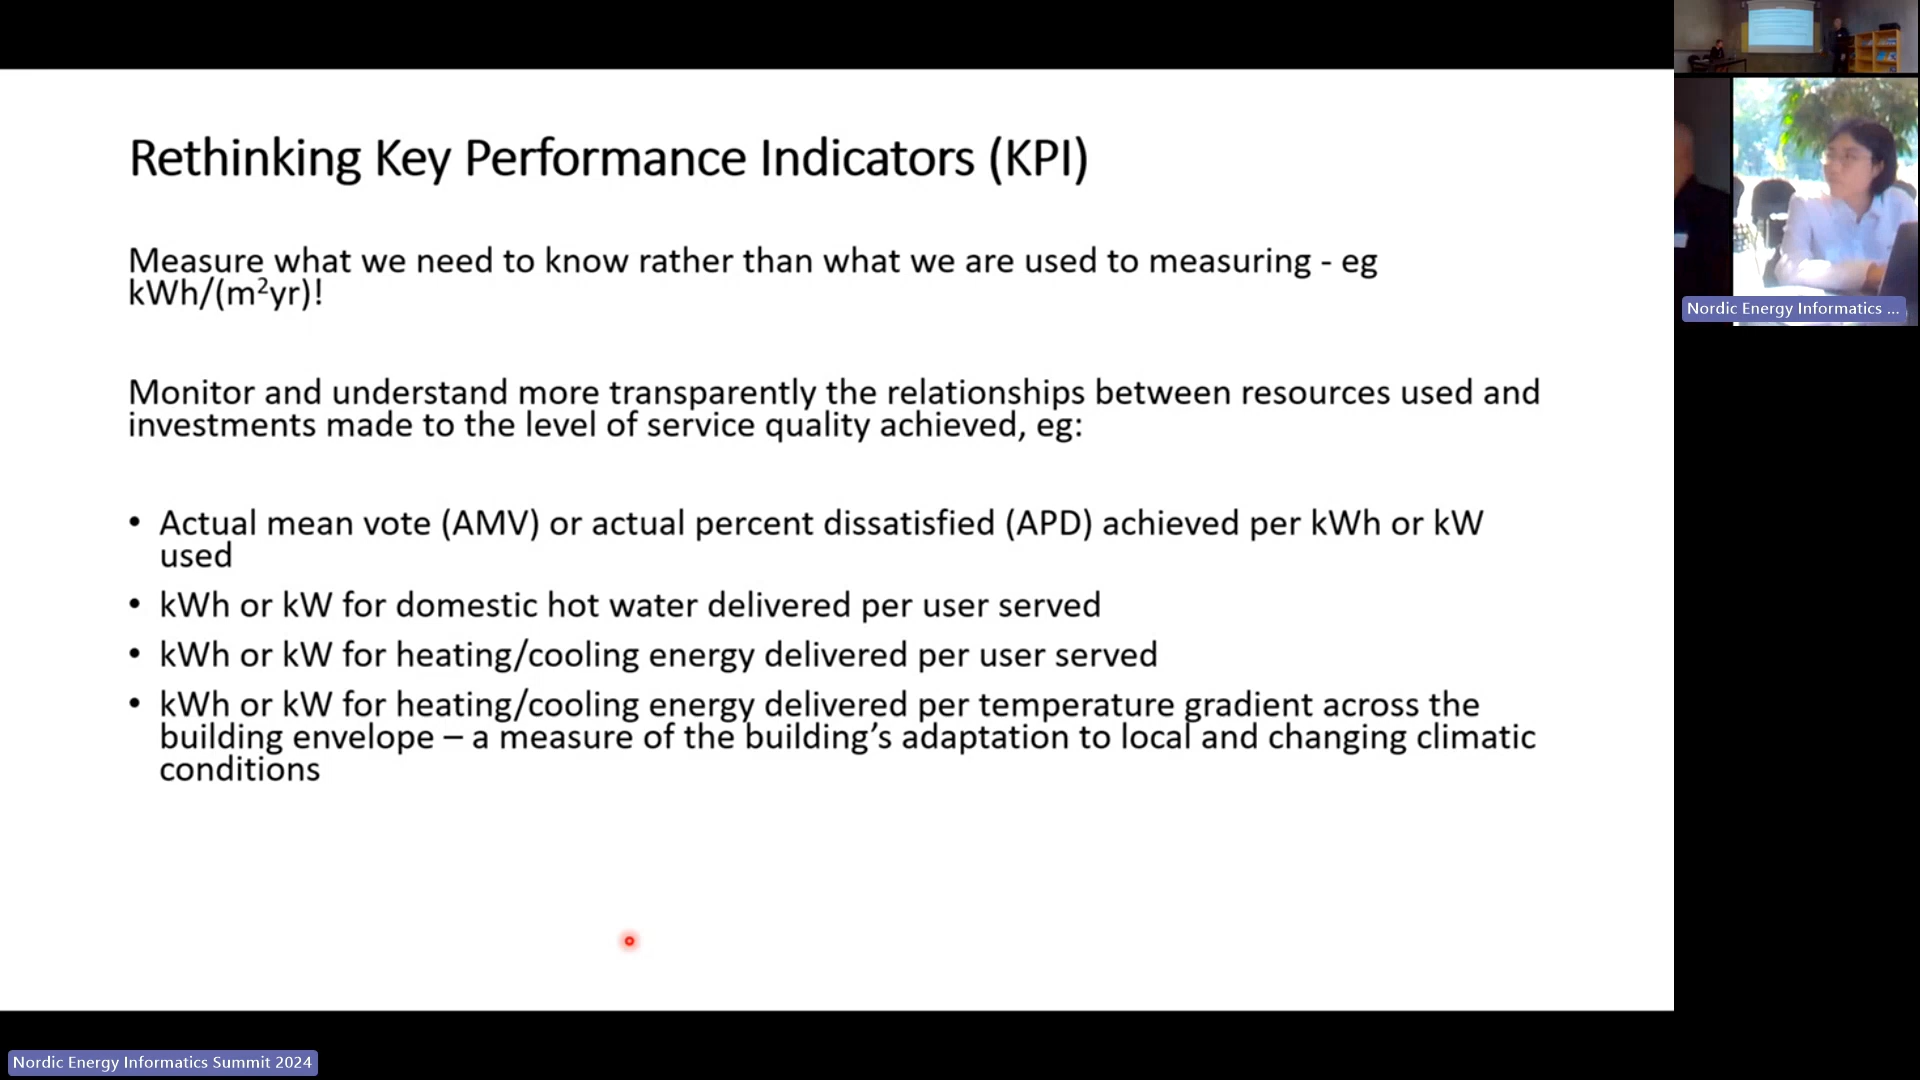 Rethinking Key Performance Indicators (KPI)
Measure what we need to know rather than what we are used to measuring - eg
kWh/(m²yr)!
Monitor and understand more transparently the relationships between resources used and
investments made to the level of service quality achieved, eg:
• Actual mean vote (AMV) or actual percent dissatisfied (APD) achieved per kWh or kW
used
• kWh or kW for domestic hot water delivered per user served
• kWh or kW for heating/cooling energy delivered per user served
• kWh or kW for heating/cooling energy delivered per temperature gradient across the
building envelope – a measure of the building’s adaptation to local and changing climatic
conditions
Nordic Energy Informatics ...
Nordic Energy Informatics Summit 2024